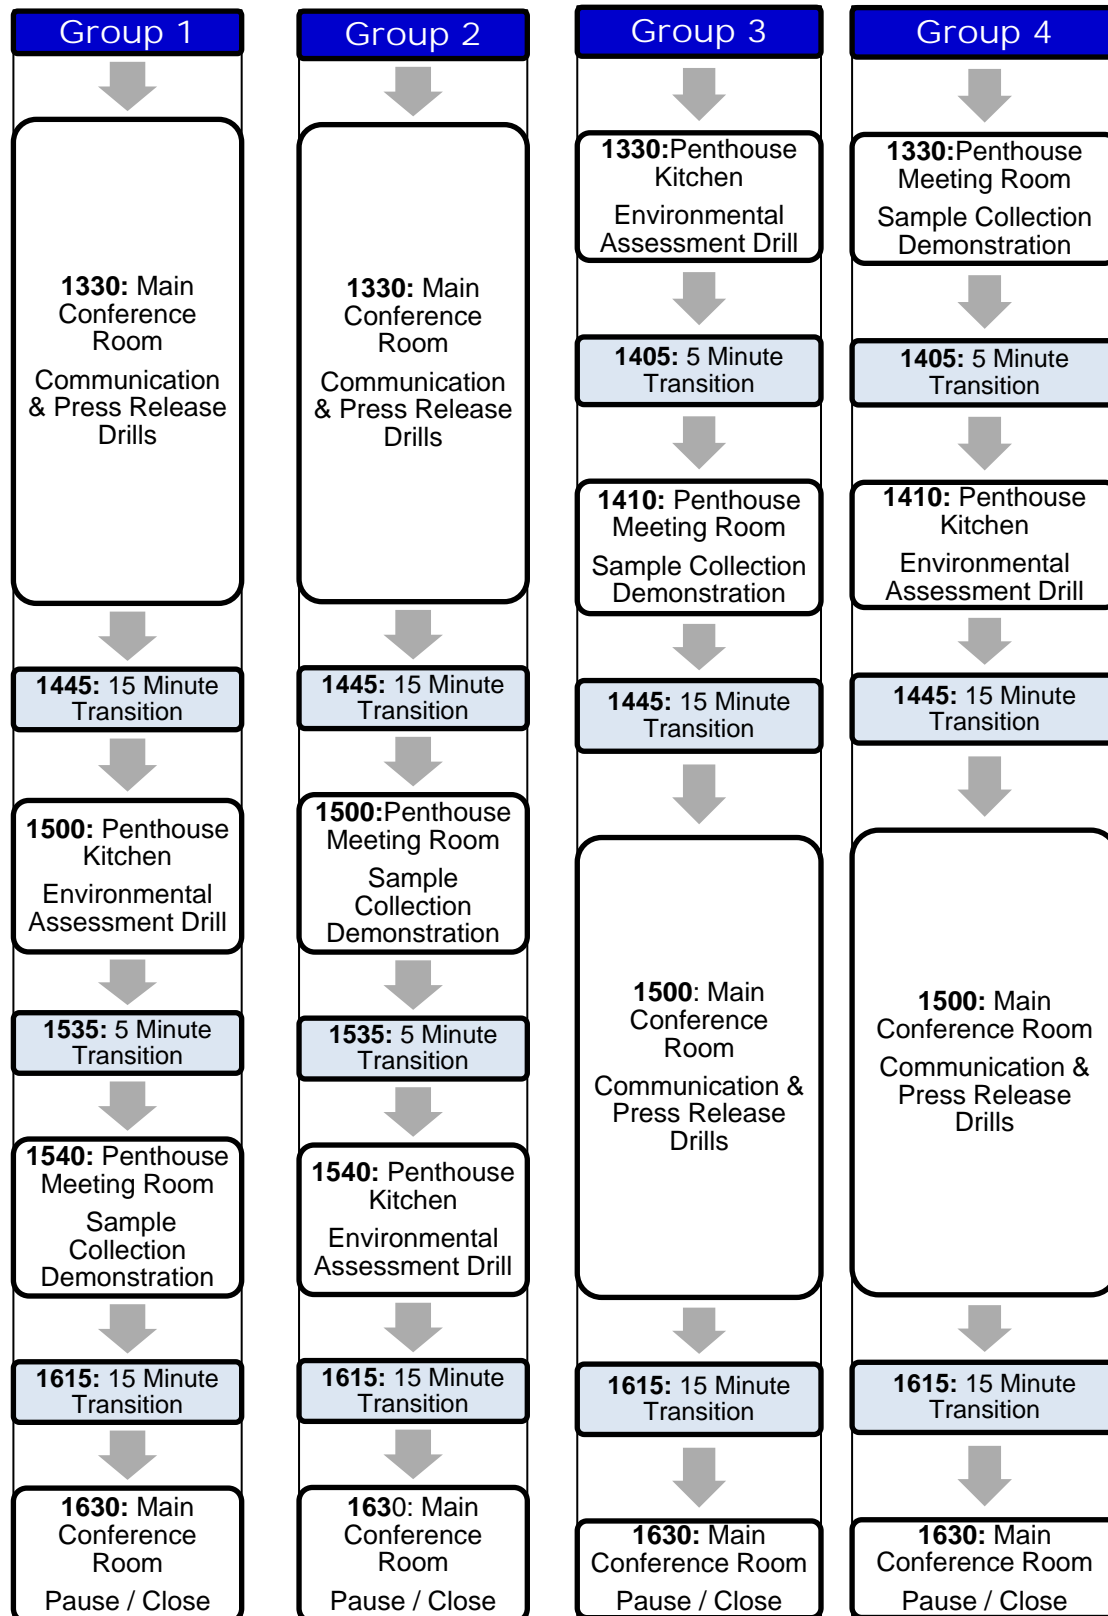 Group 1
1330: Main
Conference
Room
Communication
& Press Release
Drills
1445: 15 Minute
Transition
1500: Penthouse
Kitchen
Environmental
Assessment Drill
1535: 5 Minute
Transition
1540: Penthouse
Meeting Room
Sample
Collection
Demonstration
1615: 15 Minute
Transition
1630: Main
Conference
Room
Pause / Close
Group 2
1330: Main
Conference
Room
Communication
& Press Release
Drills
1445: 15 Minute
Transition
1500:Penthouse
Meeting Room
Sample
Collection
Demonstration
1535: 5 Minute
Transition
1540: Penthouse
Kitchen
Environmental
Assessment Drill
1615: 15 Minute
Transition
1630: Main
Conference
Room
Pause / Close
Group 3
1330:Penthouse
Kitchen
Environmental
Assessment Drill
1405: 5 Minute
Transition
1410: Penthouse
Meeting Room
Sample Collection
Demonstration
1445: 15 Minute
Transition
1500: Main
Conference
Room
Communication &
Press Release
Drills
1615: 15 Minute
Transition
1630: Main
Conference Room
Pause / Close
Group 4
1330:Penthouse
Meeting Room
Sample Collection
Demonstration
1405: 5 Minute
Transition
1410: Penthouse
Kitchen
Environmental
Assessment Drill
1445: 15 Minute
Transition
1500: Main
Conference Room
Communication &
Press Release
Drills
1615: 15 Minute
Transition
1630: Main
Conference Room
Pause / Close